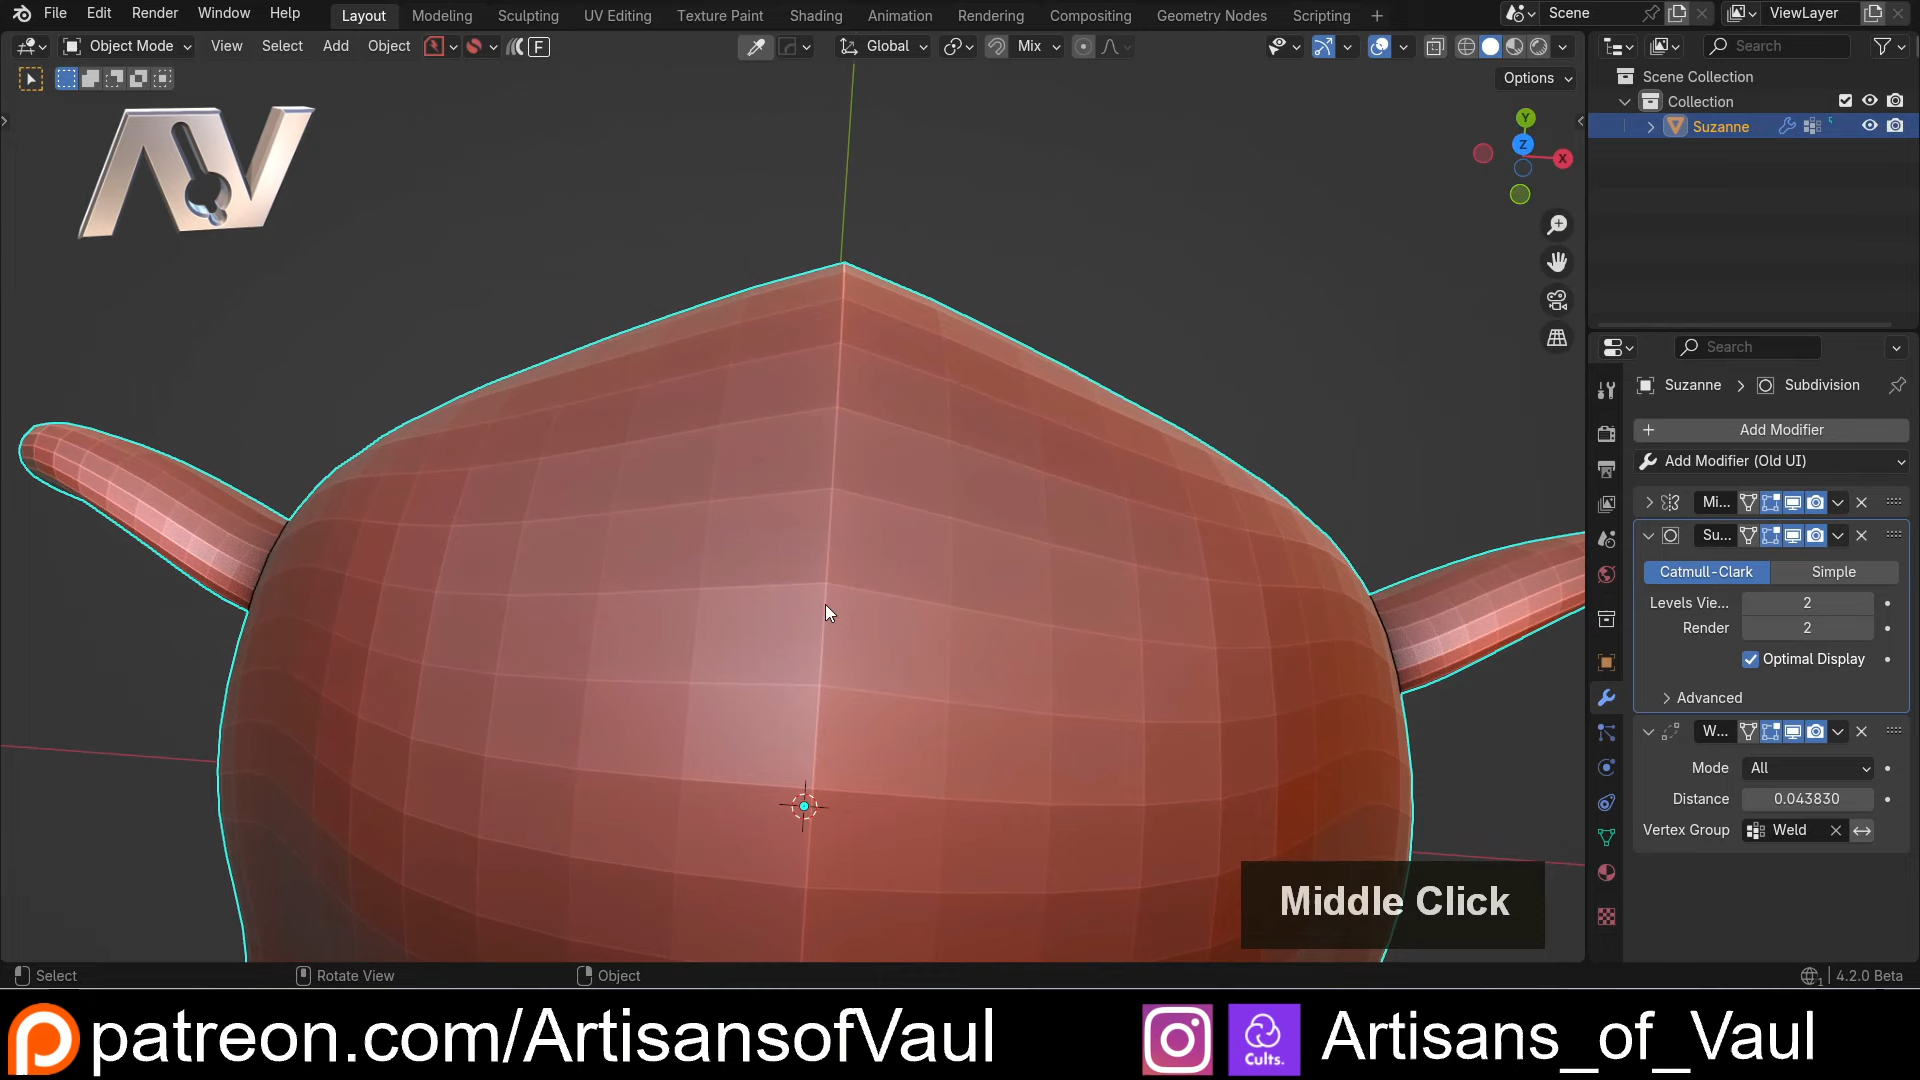 File Edit Render Window Help Layout Modeling Sculpting UV Editing Texture Paint Shading Animation Rendering Compositing Geometry Nodes Scripting + Scene ViewLayer
Object Mode View Select Add Object F Global Mix Search
Options
Scene Collection
Collection
Suzanne
Y
Z
X
Search
Suzanne > Subdivision
Add Modifier
Add Modifier (Old UI)
Mi...
Su...
Catmull-Clark Simple
Levels Vie... 2
Render 2
Optimal Display
Advanced
W...
Mode All
Distance 0.043830
Vertex Group Weld
AV
Middle Click
Select Rotate View Object 1 4.2.0 Beta
patreon.com/ArtisansofVaul Cults. Artisans_of_Vaul